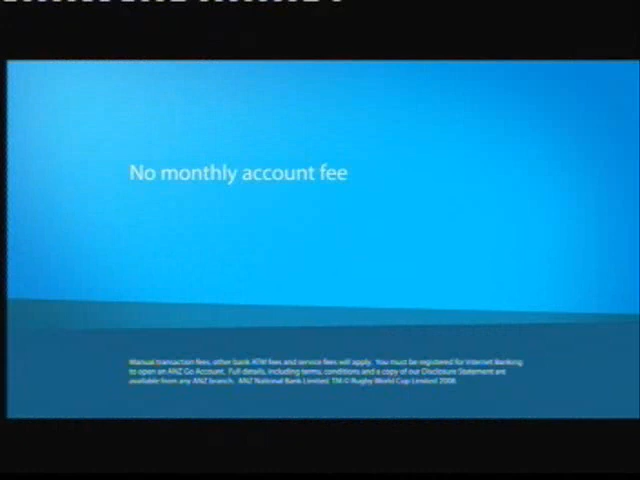 No monthly account fee
Manual transaction fees, other bank ATM fees and service fees will apply. You must be registered for Internet Banking
to open an ANZ Go Account. Full details, including terms, conditions and a copy of our Disclosure Statement are
available from any ANZ branch. ANZ National Bank Limited. TM © Rugby World Cup Limited 2008.